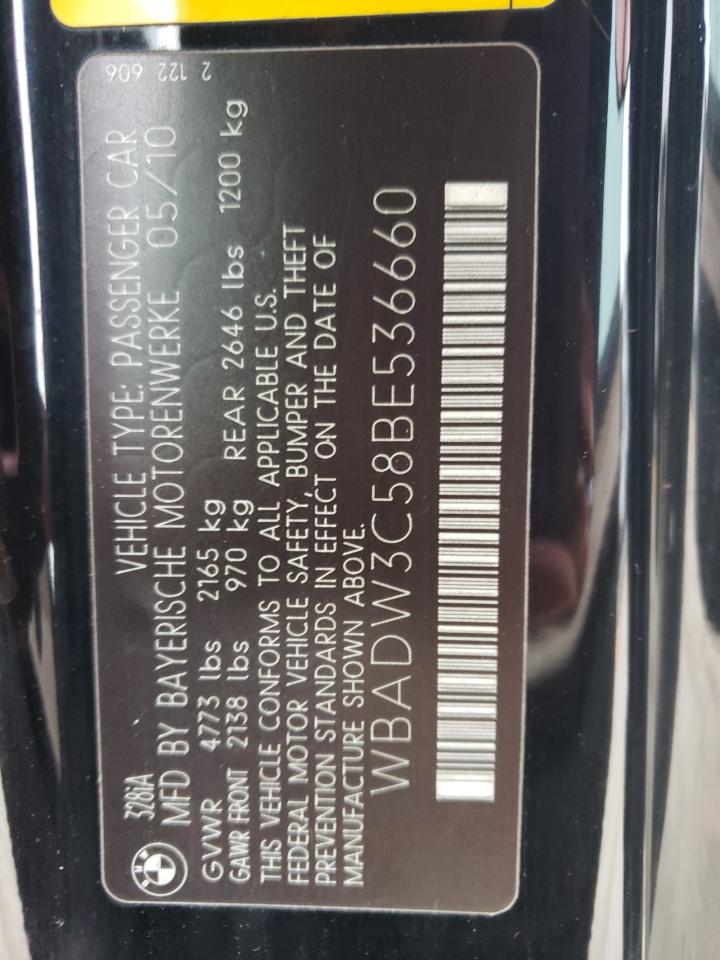 2 122 606
328iA VEHICLE TYPE: PASSENGER CAR
MFD BY BAYERISCHE MOTORENWERKE 05/10
GVWR 4773 lbs 2165 kg
GAWR FRONT 2138 lbs 970 kg REAR 2646 lbs 1200 kg
THIS VEHICLE CONFORMS TO ALL APPLICABLE U.S.
FEDERAL MOTOR VEHICLE SAFETY, BUMPER AND THEFT
PREVENTION STANDARDS IN EFFECT ON THE DATE OF
MANUFACTURE SHOWN ABOVE.
WBADW3C58BE536660